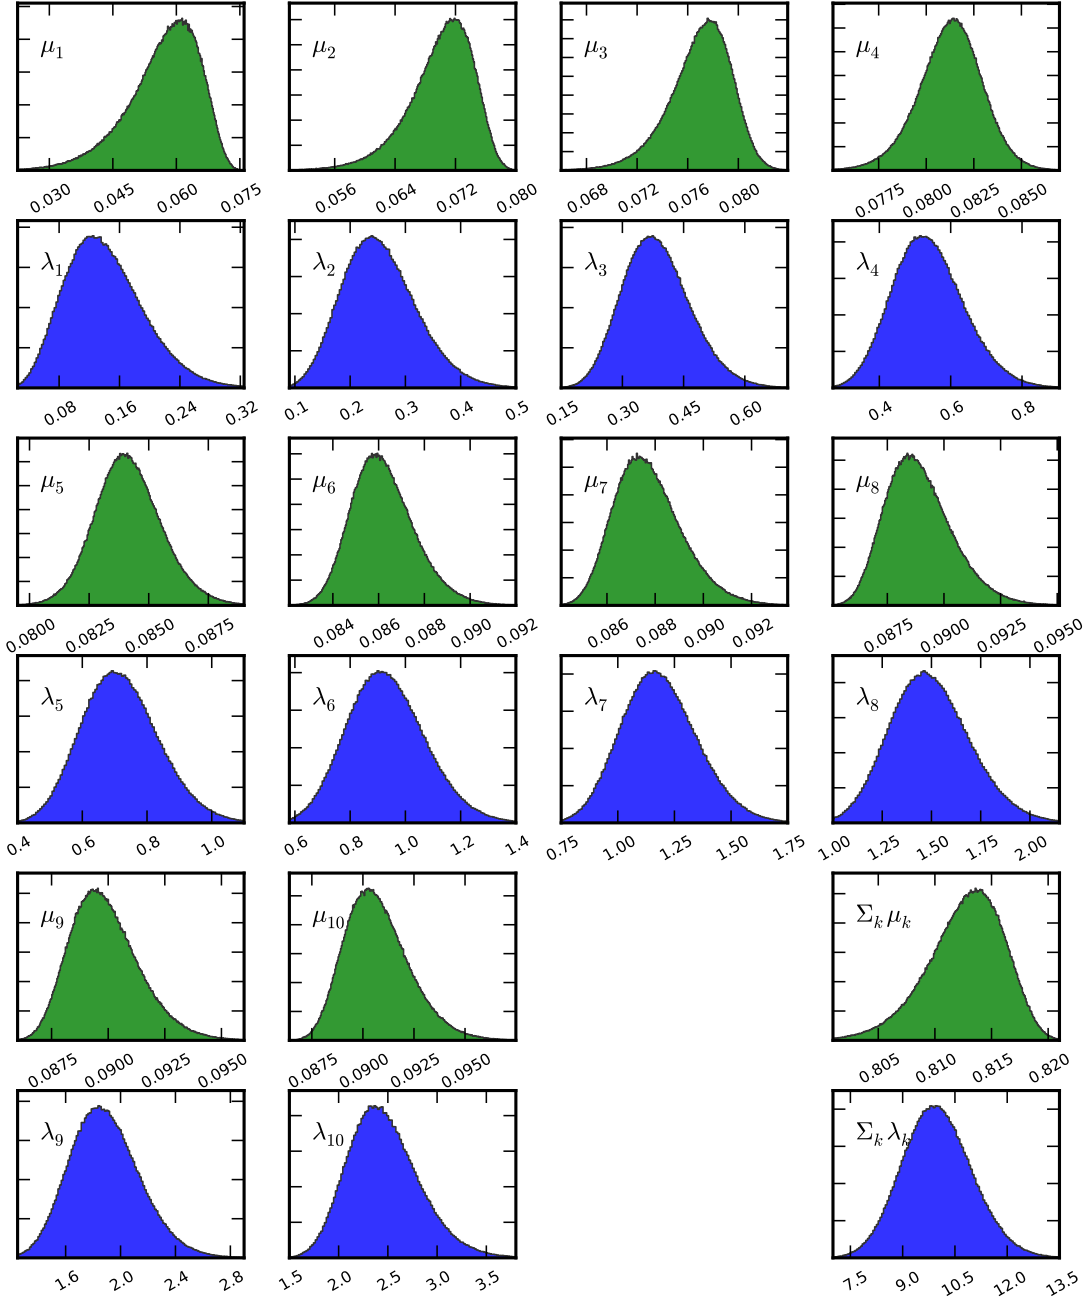 μ₁ μ₂ μ₃ μ₄
0.030 0.045 0.060 0.075 0.056 0.064 0.072 0.080 0.068 0.072 0.076 0.080 0.0775 0.0800 0.0825 0.0850
λ₁ λ₂ λ₃ λ₄
0.08 0.16 0.24 0.32 0.1 0.2 0.3 0.4 0.5 0.15 0.30 0.45 0.60 0.4 0.6 0.8
μ₅ μ₆ μ₇ μ₈
0.0800 0.0825 0.0850 0.0875 0.084 0.086 0.088 0.090 0.092 0.086 0.088 0.090 0.092 0.0875 0.0900 0.0925 0.0950
λ₅ λ₆ λ₇ λ₈
0.4 0.6 0.8 1.0 0.6 0.8 1.0 1.2 1.4 0.75 1.00 1.25 1.50 1.75 1.00 1.25 1.50 1.75 2.00
μ₉ μ₁₀ Σₖ μₖ
0.0875 0.0900 0.0925 0.0950 0.0875 0.0900 0.0925 0.0950 0.805 0.810 0.815 0.820
λ₉ λ₁₀ Σₖ λₖ
1.6 2.0 2.4 2.8 1.5 2.0 2.5 3.0 3.5 7.5 9.0 10.5 12.0 13.5